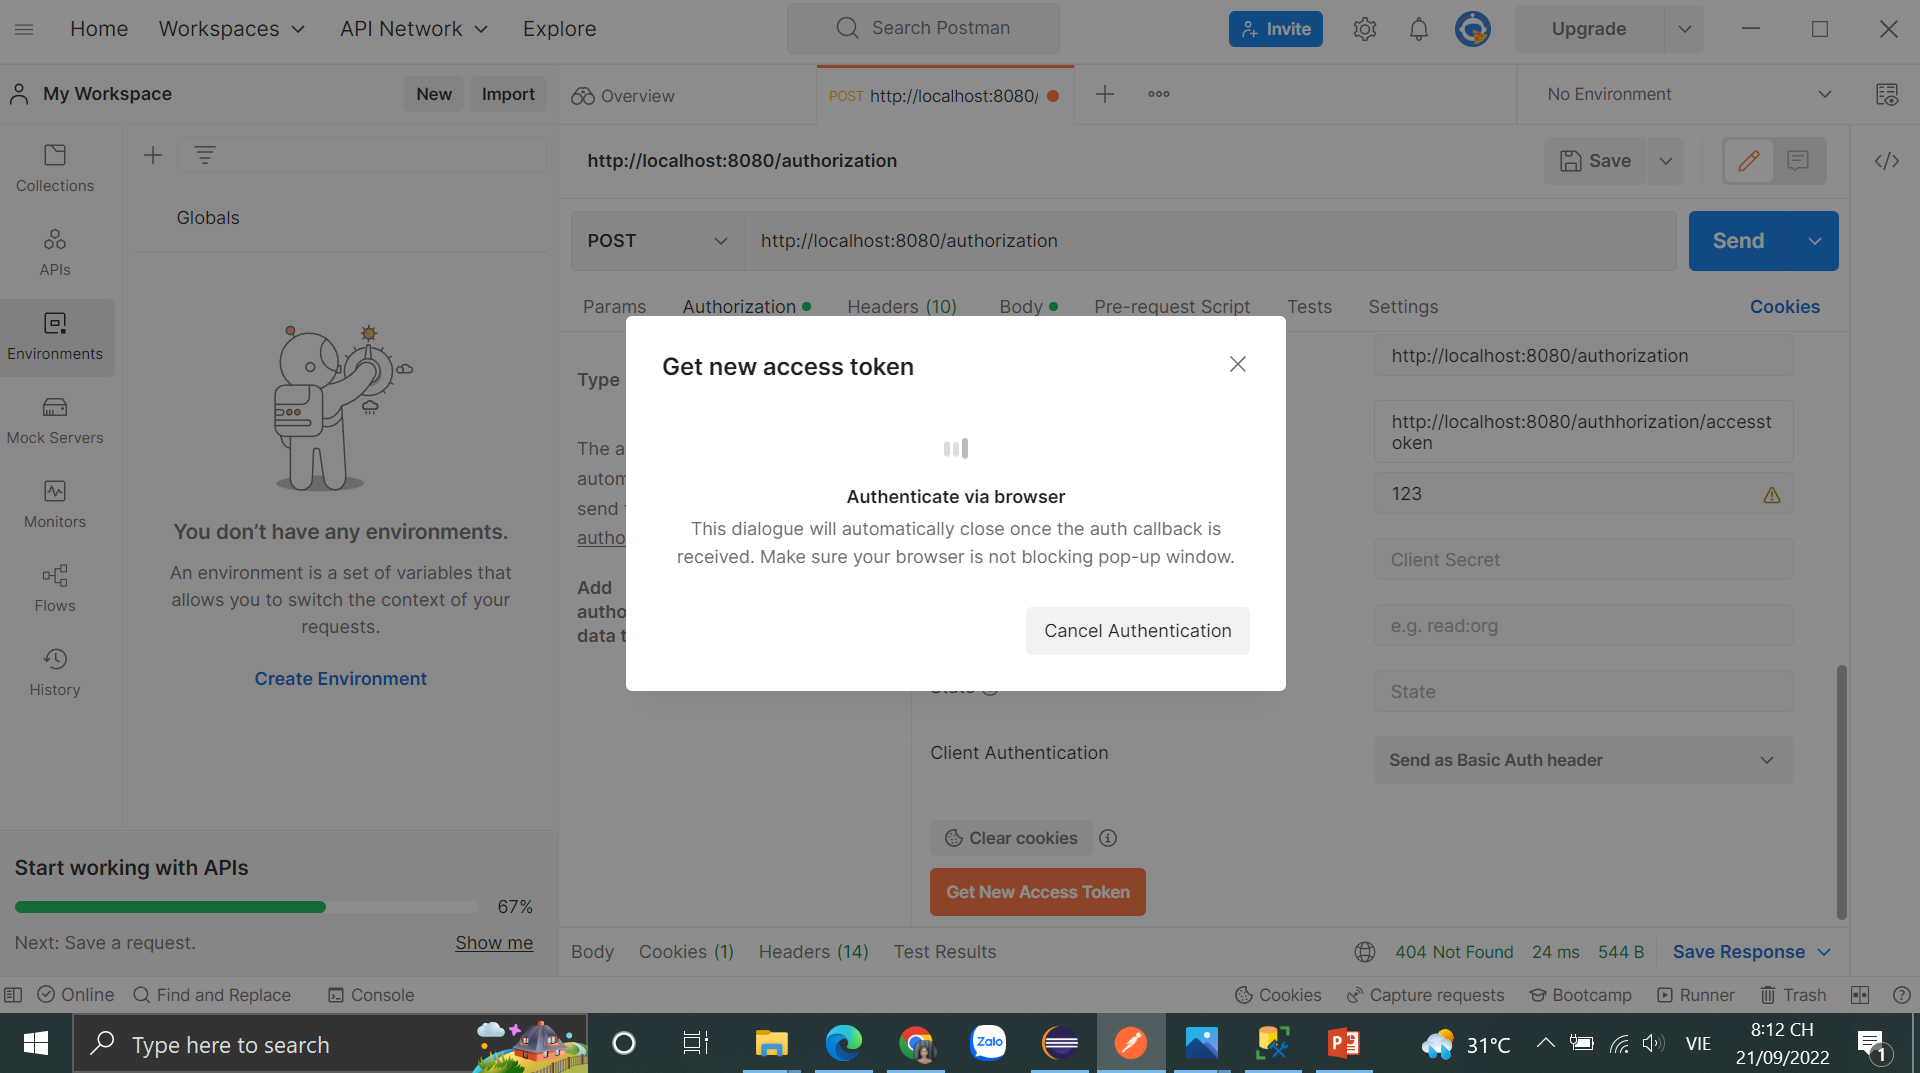 Home
Workspaces
API Network
Explore
Search Postman
Invite
Upgrade
My Workspace
New
Import
Overview
POST http://localhost:8080/
No Environment
Collections
APIs
Environments
Mock Servers
Monitors
Flows
History
Globals
You don’t have any environments.
An environment is a set of variables that
allows you to switch the context of your
requests.
Create Environment
Start working with APIs
67%
Next: Save a request.
Show me
http://localhost:8080/authorization
Save
POST
http://localhost:8080/authorization
Send
Params
Authorization
Headers (10)
Body
Pre-request Script
Tests
Settings
Cookies
Type
The a
autom
send
autho
Add
autho
data t
http://localhost:8080/authorization
http://localhost:8080/authhorization/accesst
oken
123
Client Secret
e.g. read:org
State
State
Client Authentication
Send as Basic Auth header
Clear cookies
Get New Access Token
Get new access token
Authenticate via browser
This dialogue will automatically close once the auth callback is
received. Make sure your browser is not blocking pop-up window.
Cancel Authentication
Body
Cookies (1)
Headers (14)
Test Results
404 Not Found
24 ms
544 B
Save Response
Online
Find and Replace
Console
Cookies
Capture requests
Bootcamp
Runner
Trash
Type here to search
Zalo
31°C
VIE
8:12 CH
21/09/2022
1